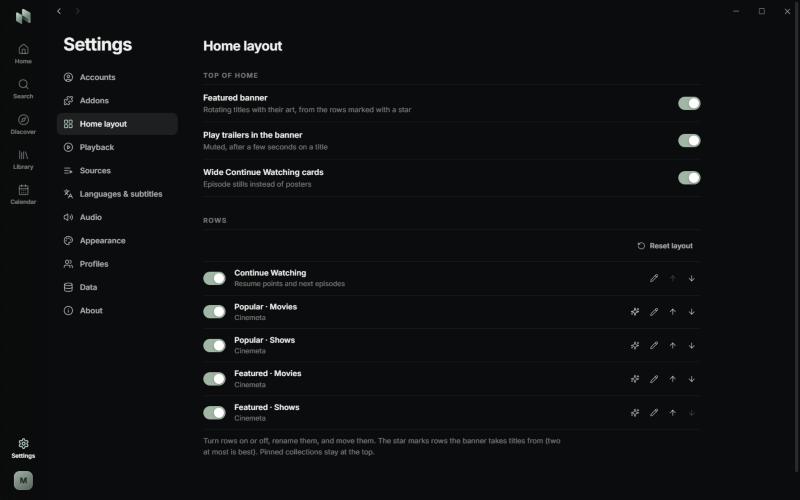 Settings
Home layout
Home
Search
Discover
Library
Calendar
Settings
M
Accounts
Addons
Home layout
Playback
Sources
Languages & subtitles
Audio
Appearance
Profiles
Data
About
TOP OF HOME
Featured banner
Rotating titles with their art, from the rows marked with a star
Play trailers in the banner
Muted, after a few seconds on a title
Wide Continue Watching cards
Episode stills instead of posters
ROWS
Reset layout
Continue Watching
Resume points and next episodes
Popular · Movies
Cinemeta
Popular · Shows
Cinemeta
Featured · Movies
Cinemeta
Featured · Shows
Cinemeta
Turn rows on or off, rename them, and move them. The star marks rows the banner takes titles from (two
at most is best). Pinned collections stay at the top.